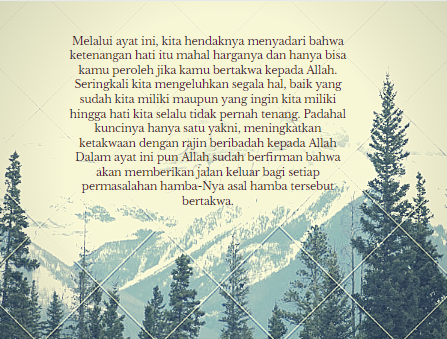 Melalui ayat ini, kita hendaknya menyadari bahwa
ketenangan hati itu mahal harganya dan hanya bisa
kamu peroleh jika kamu bertakwa kepada Allah.
Seringkali kita mengeluhkan segala hal, baik yang
sudah kita miliki maupun yang ingin kita miliki
hingga hati kita selalu tidak pernah tenang. Padahal
kuncinya hanya satu yakni, meningkatkan
ketakwaan dengan rajin beribadah kepada Allah
Dalam ayat ini pun Allah sudah berfirman bahwa
akan memberikan jalan keluar bagi setiap
permasalahan hamba-Nya asal hamba tersebut
bertakwa.